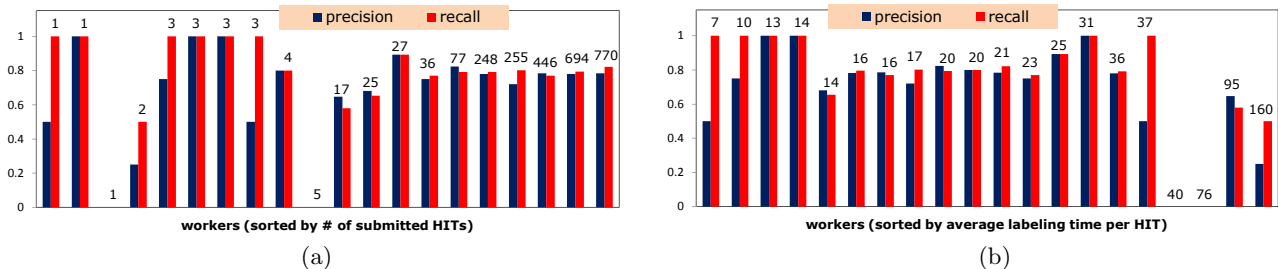 precision recall
1 1 1 2 3 3 3 3 4 5 17 25 27 36 77 248 255 446 694 770
1
0.8
0.6
0.4
0.2
0
workers (sorted by # of submitted HITs)
(a)
precision recall
7 10 13 14 14 16 16 17 20 20 21 23 25 31 36 37 40 76 95 160
1
0.8
0.6
0.4
0.2
0
workers (sorted by average labeling time per HIT)
(b)